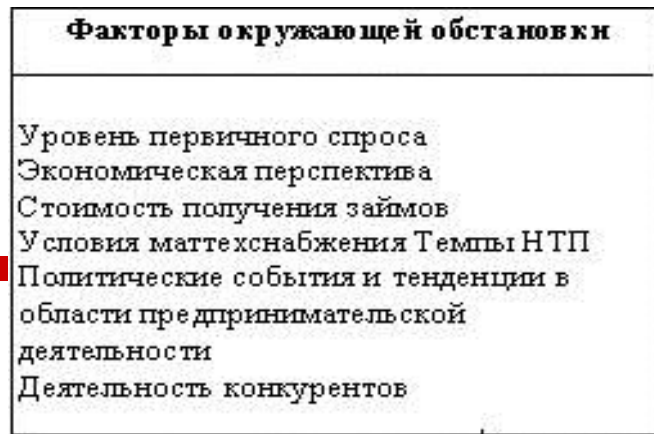 Факторы окружающей обстановки
Уровень первичного спроса
Экономическая перспектива
Стоимость получения займов
Условия маттехснабжения Темпы НТП
Политические события и тенденции в
области предпринимательской
деятельности
Деятельность конкурентов